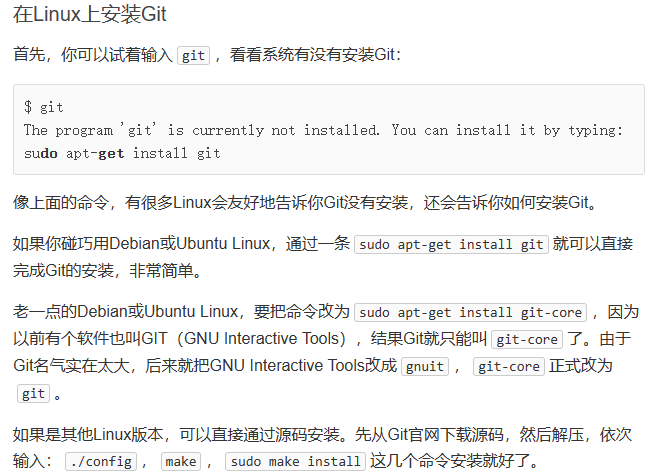 在Linux上安装Git
首先，你可以试着输入 git ，看看系统有没有安装Git：
$ git
The program 'git' is currently not installed. You can install it by typing:
sudo apt-get install git
像上面的命令，有很多Linux会友好地告诉你Git没有安装，还会告诉你如何安装Git。
如果你碰巧用Debian或Ubuntu Linux，通过一条 sudo apt-get install git 就可以直接
完成Git的安装，非常简单。
老一点的Debian或Ubuntu Linux，要把命令改为 sudo apt-get install git-core ，因为
以前有个软件也叫GIT（GNU Interactive Tools），结果Git就只能叫 git-core 了。由于
Git名气实在太大，后来就把GNU Interactive Tools改成 gnuit ， git-core 正式改为
git 。
如果是其他Linux版本，可以直接通过源码安装。先从Git官网下载源码，然后解压，依次
输入： ./config ， make ， sudo make install 这几个命令安装就好了。